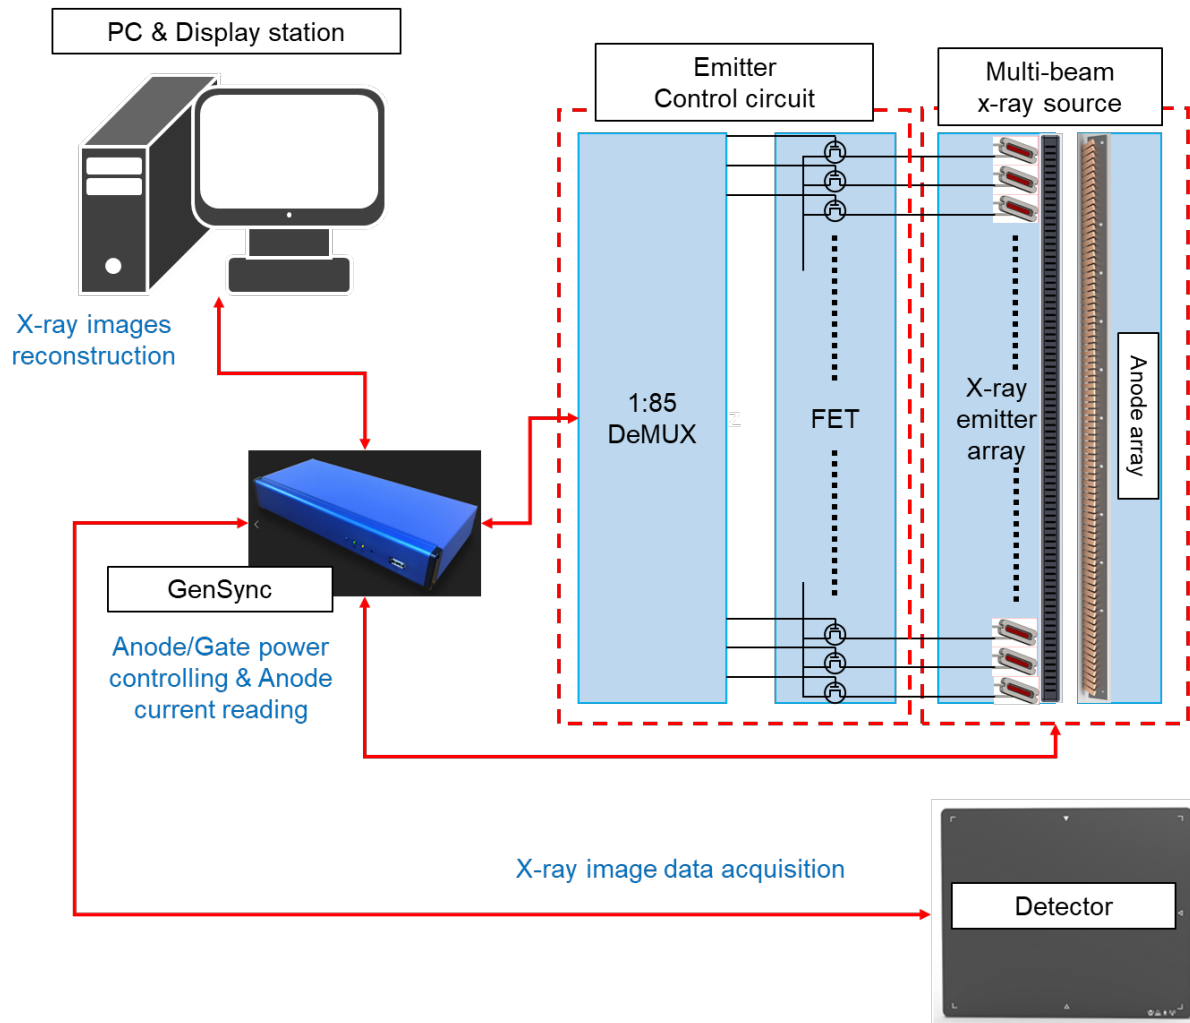 PC & Display station
Emitter
Control circuit
Multi-beam
x-ray source
X-ray images
reconstruction
1:85
DeMUX
FET
X-ray
emitter
array
Anode array
GenSync
Anode/Gate power
controlling & Anode
current reading
X-ray image data acquisition
Detector